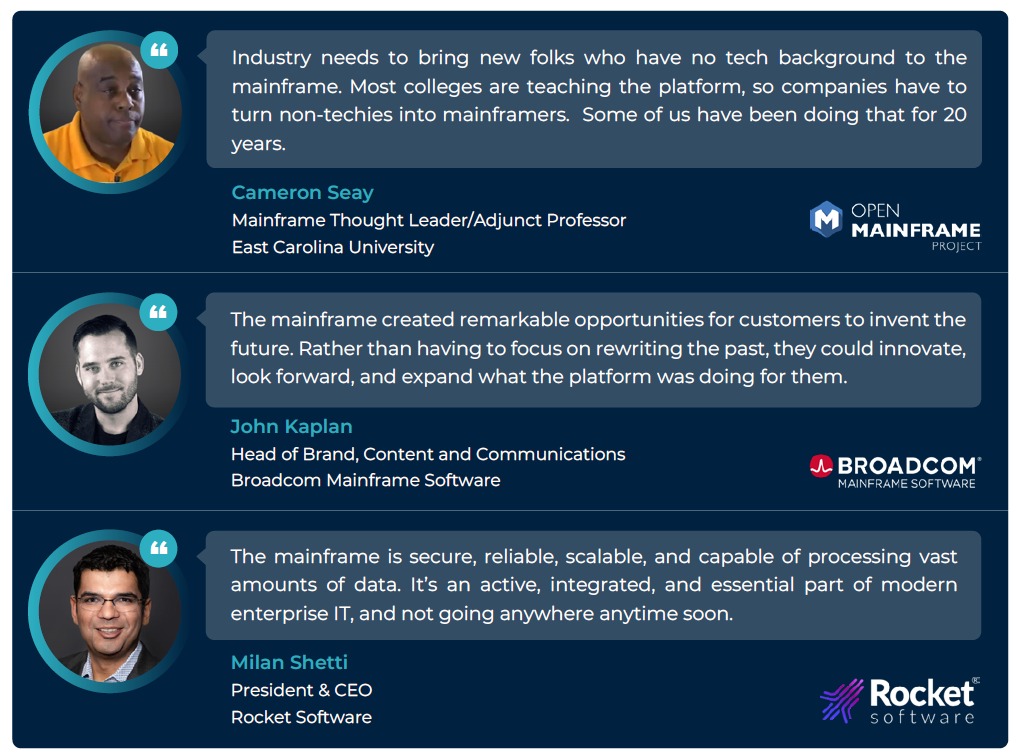 Industry needs to bring new folks who have no tech background to the
mainframe. Most colleges are teaching the platform, so companies have to
turn non-techies into mainframers.  Some of us have been doing that for 20
years.
Cameron Seay
Mainframe Thought Leader/Adjunct Professor
East Carolina University
OPEN
MAINFRAME
PROJECT
The mainframe created remarkable opportunities for customers to invent the
future. Rather than having to focus on rewriting the past, they could innovate,
look forward, and expand what the platform was doing for them.
John Kaplan
Head of Brand, Content and Communications
Broadcom Mainframe Software
BROADCOM®
MAINFRAME SOFTWARE
The mainframe is secure, reliable, scalable, and capable of processing vast
amounts of data. It’s an active, integrated, and essential part of modern
enterprise IT, and not going anywhere anytime soon.
Milan Shetti
President & CEO
Rocket Software
Rocket®
software